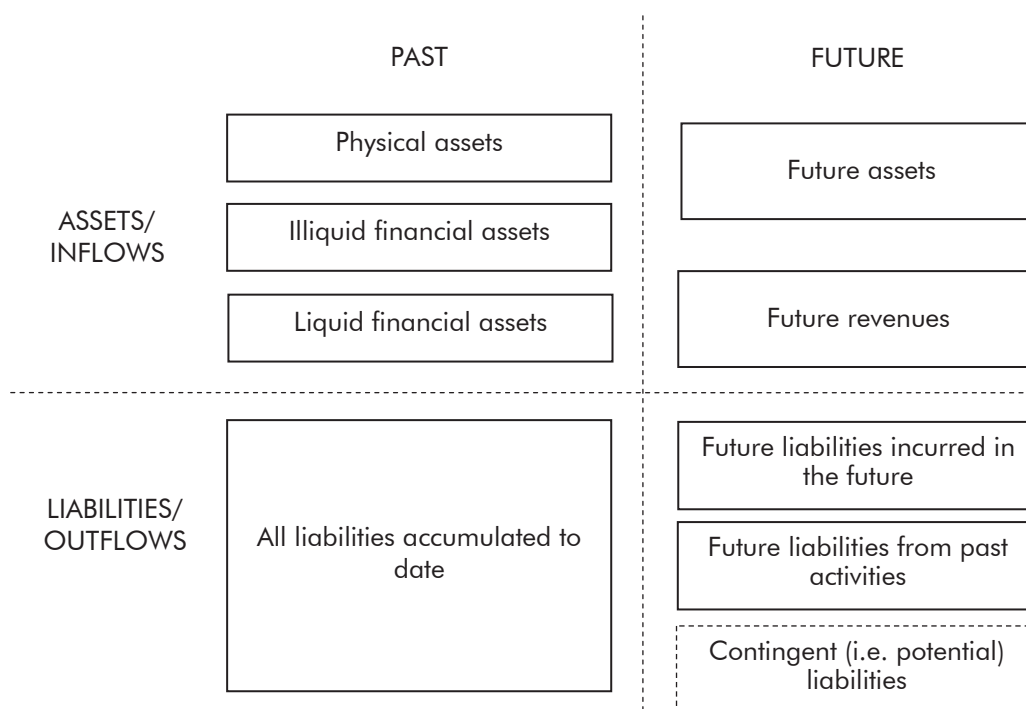 PAST
FUTURE
ASSETS/
INFLOWS
Physical assets
Illiquid financial assets
Liquid financial assets
Future assets
Future revenues
LIABILITIES/
OUTFLOWS
All liabilities accumulated to
date
Future liabilities incurred in
the future
Future liabilities from past
activities
Contingent (i.e. potential)
liabilities